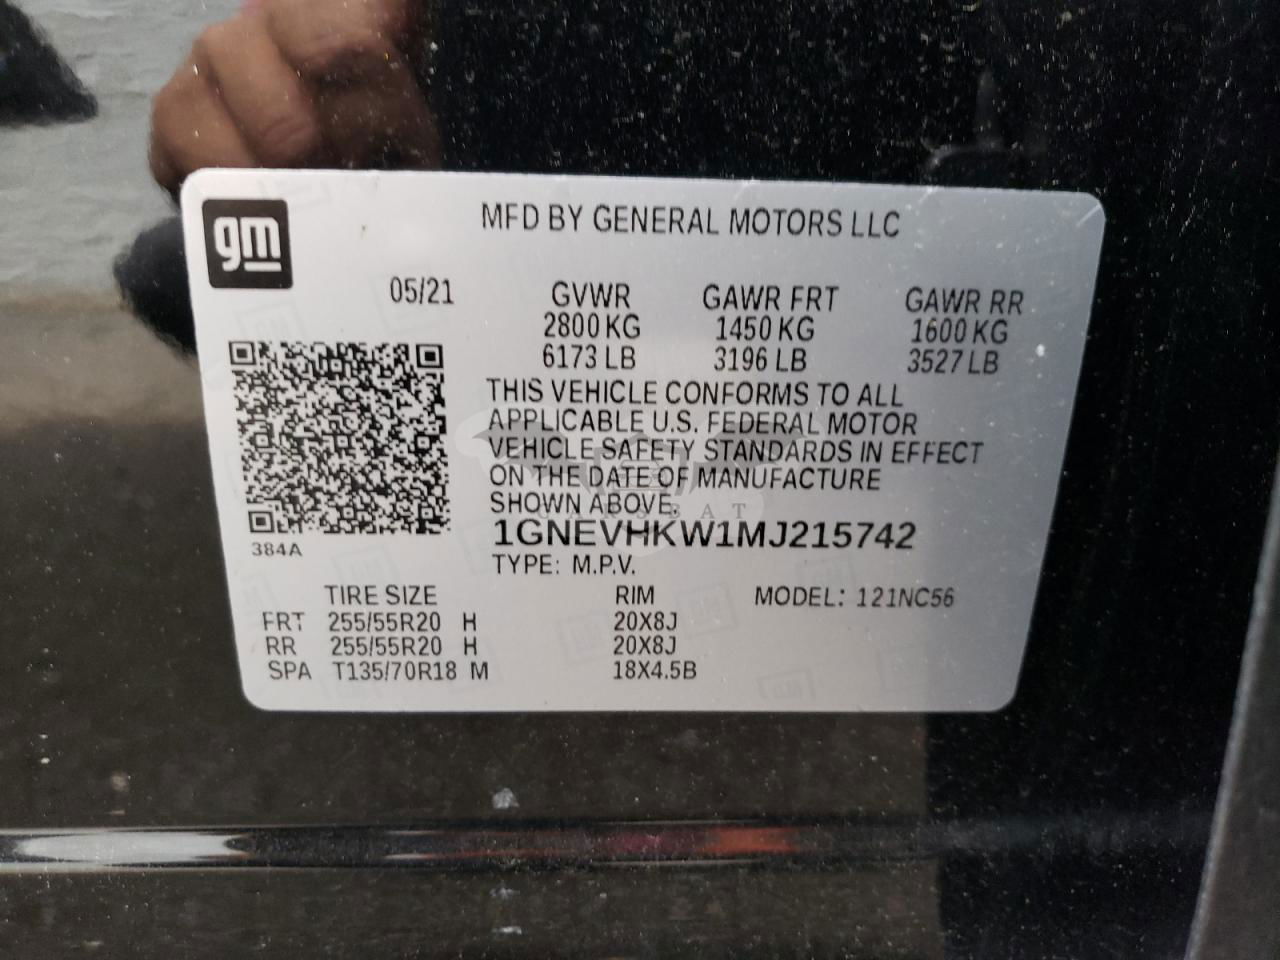 gm
MFD BY GENERAL MOTORS LLC
05/21 GVWR GAWR FRT GAWR RR
2800 KG 1450 KG 1600 KG
6173 LB 3196 LB 3527 LB
THIS VEHICLE CONFORMS TO ALL
APPLICABLE U.S. FEDERAL MOTOR
VEHICLE SAFETY STANDARDS IN EFFECT
ON THE DATE OF MANUFACTURE
SHOWN ABOVE.
CARSBAT
1GNEVHKW1MJ215742
384A
TYPE: M.P.V.
TIRE SIZE RIM MODEL: 121NC56
FRT 255/55R20 H 20X8J
RR 255/55R20 H 20X8J
SPA T135/70R18 M 18X4.5B